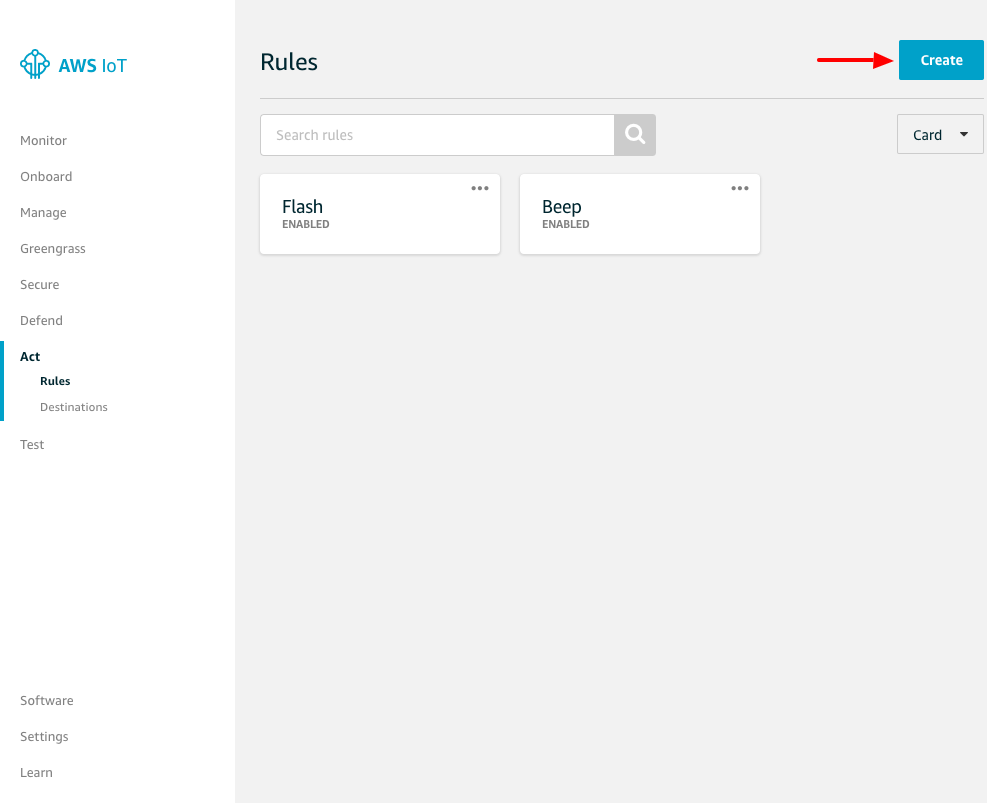 AWS IoT
Monitor
Onboard
Manage
Greengrass
Secure
Defend
Act
Rules
Destinations
Test
Software
Settings
Learn
Rules
Create
Search rules
Card
Flash
ENABLED
Beep
ENABLED